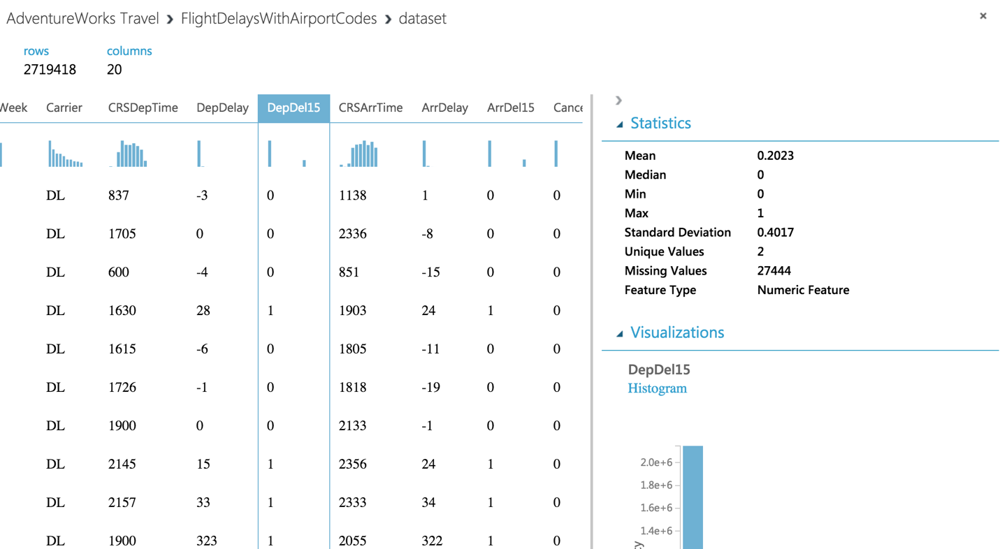 AdventureWorks Travel › FlightDelaysWithAirportCodes › dataset
rows columns
2719418 20
Week Carrier CRSDepTime DepDelay DepDel15 CRSArrTime ArrDelay ArrDel15 Cance
DL 837 -3 0 1138 1 0 0
DL 1705 0 0 2336 -8 0 0
DL 600 -4 0 851 -15 0 0
DL 1630 28 1 1903 24 1 0
DL 1615 -6 0 1805 -11 0 0
DL 1726 -1 0 1818 -19 0 0
DL 1900 0 0 2133 -1 0 0
DL 2145 15 1 2356 24 1 0
DL 2157 33 1 2333 34 1 0
DL 1900 323 1 2055 322 1 0
Statistics
Mean 0.2023
Median 0
Min 0
Max 1
Standard Deviation 0.4017
Unique Values 2
Missing Values 27444
Feature Type Numeric Feature
Visualizations
DepDel15
Histogram
2.0e+6
1.8e+6
1.6e+6
1.4e+6